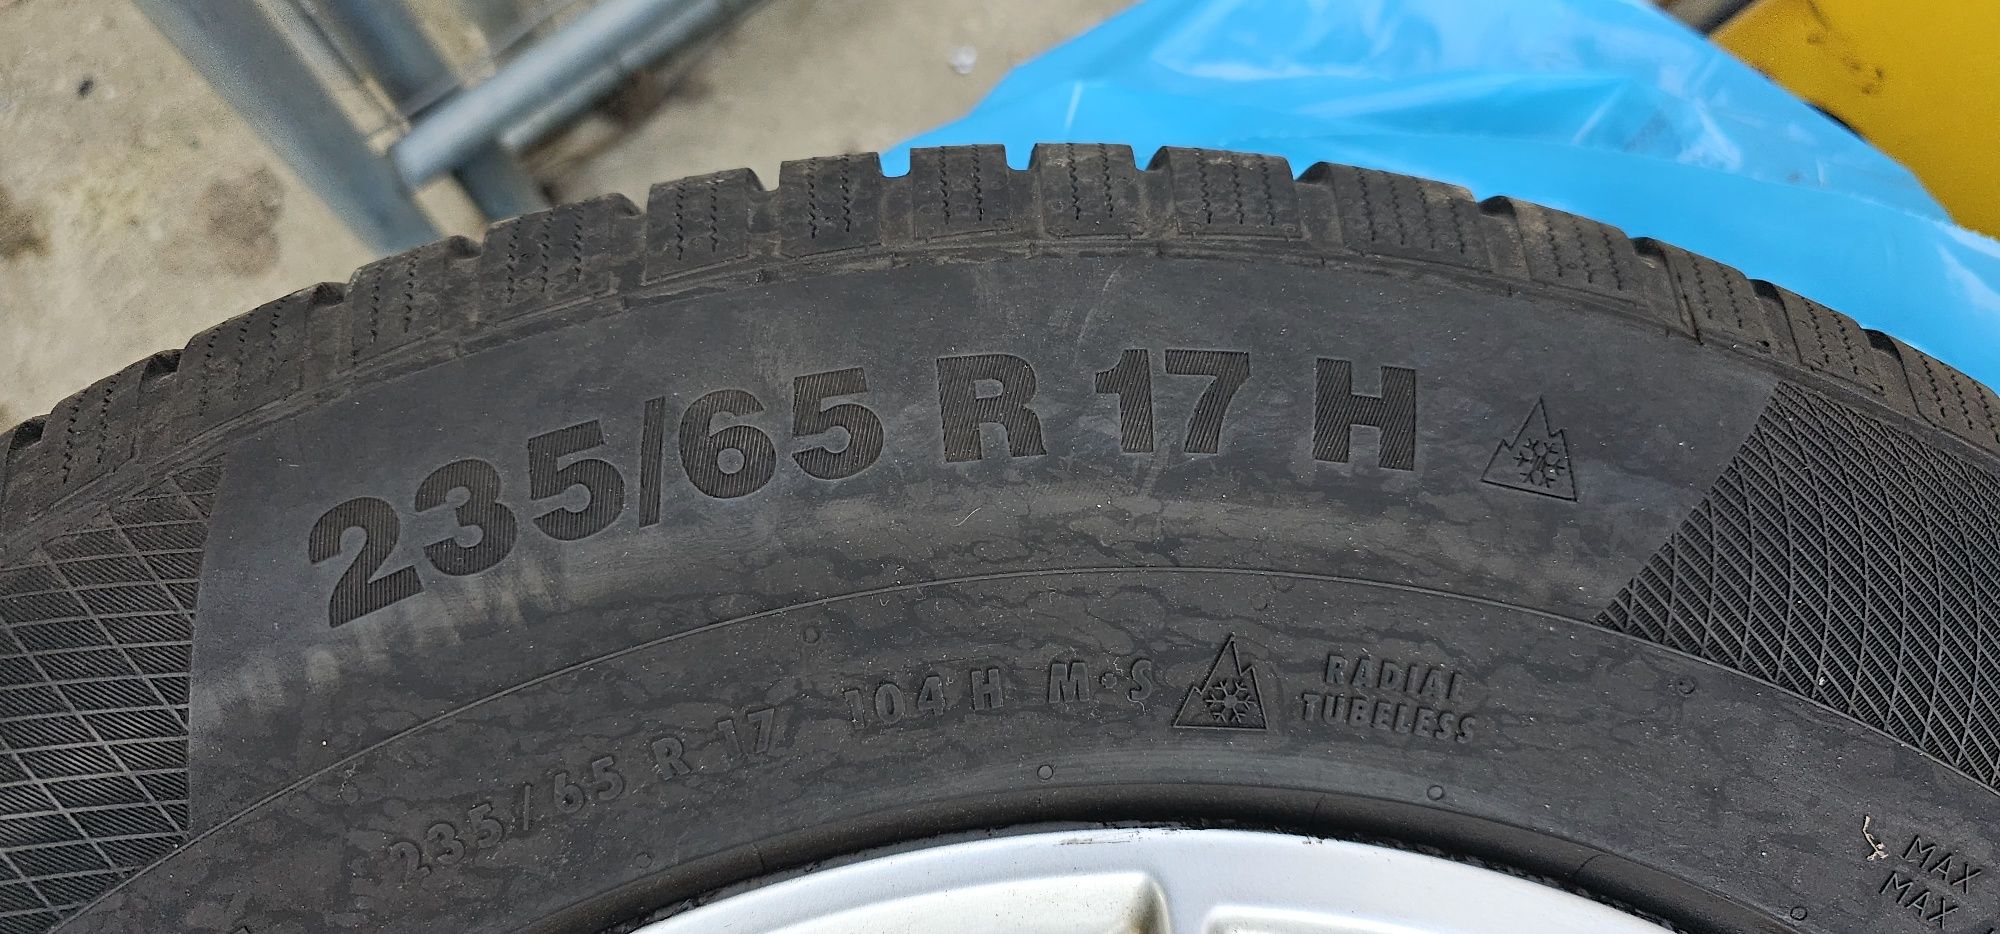 235/65 R 17 H
235/65 R 17 104 H M+S RADIAL
TUBELESS
MAX
MAX